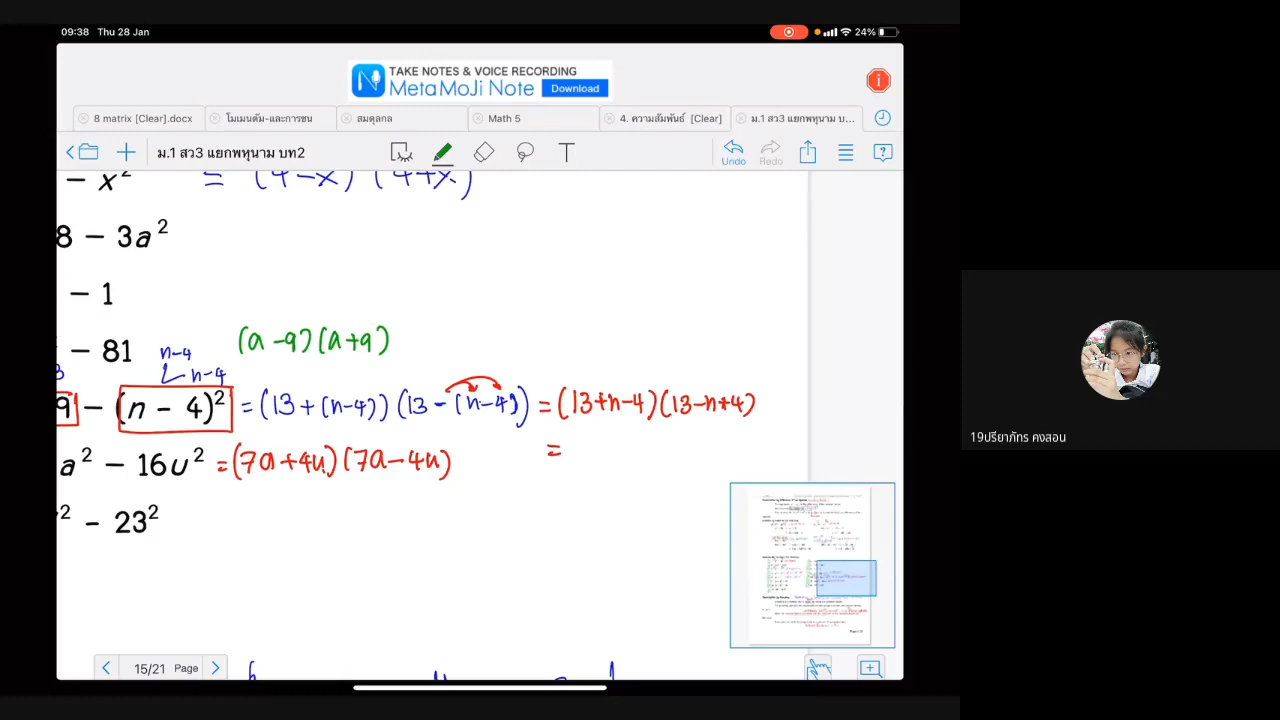 09:38 Thu 28 Jan
24%
TAKE NOTES & VOICE RECORDING
MetaMoJi Note Download
8 matrix [Clear].docx
โมเมนตัม-และการชน
สมดุลกล
Math 5
4. ความสัมพันธ์ [Clear]
ม.1 สว3 แยกพหุนาม บ...
ม.1 สว3 แยกพหุนาม บท2
T
Undo
Redo
− x² = (4−x)(4+x)
8 − 3a²
− 1
− 81 (a−9)(a+9)
n−4
n−4
3
9 − (n − 4)² = (13+(n−4))(13−(n−4)) = (13+n−4)(13−n+4)
=
a² − 16u² = (7a+4u)(7a−4u)
² - 23²
15/21 Page
19ปรียาภัทร คงสอน